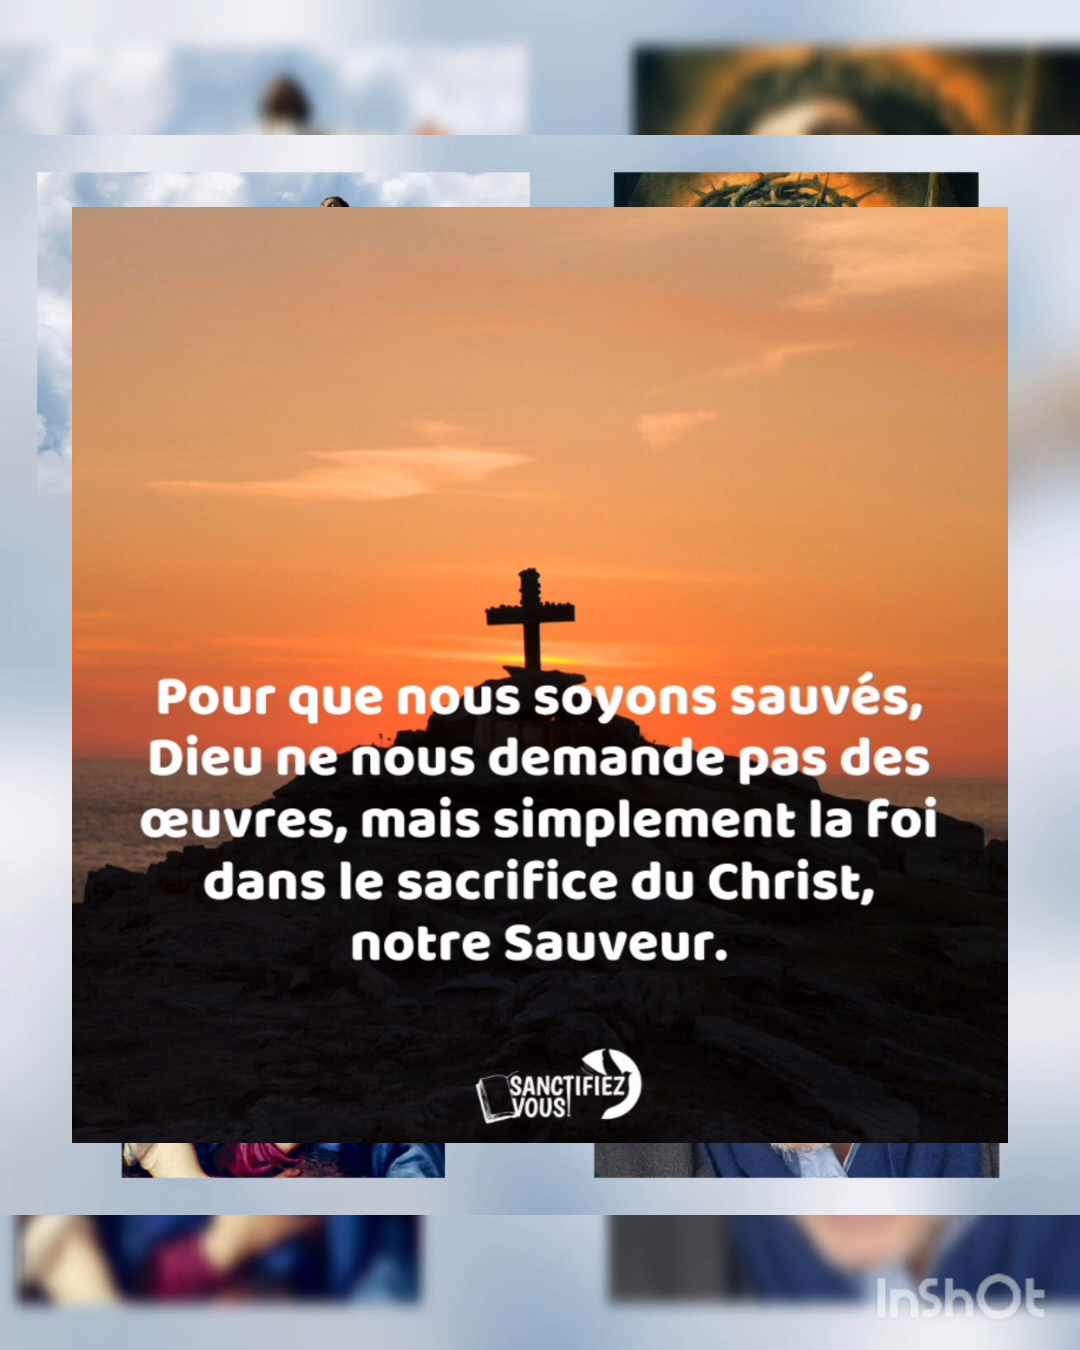 Pour que nous soyons sauvés,
Dieu ne nous demande pas des
œuvres, mais simplement la foi
dans le sacrifice du Christ,
notre Sauveur.
SANCTIFIEZ
VOUS!
InShOt